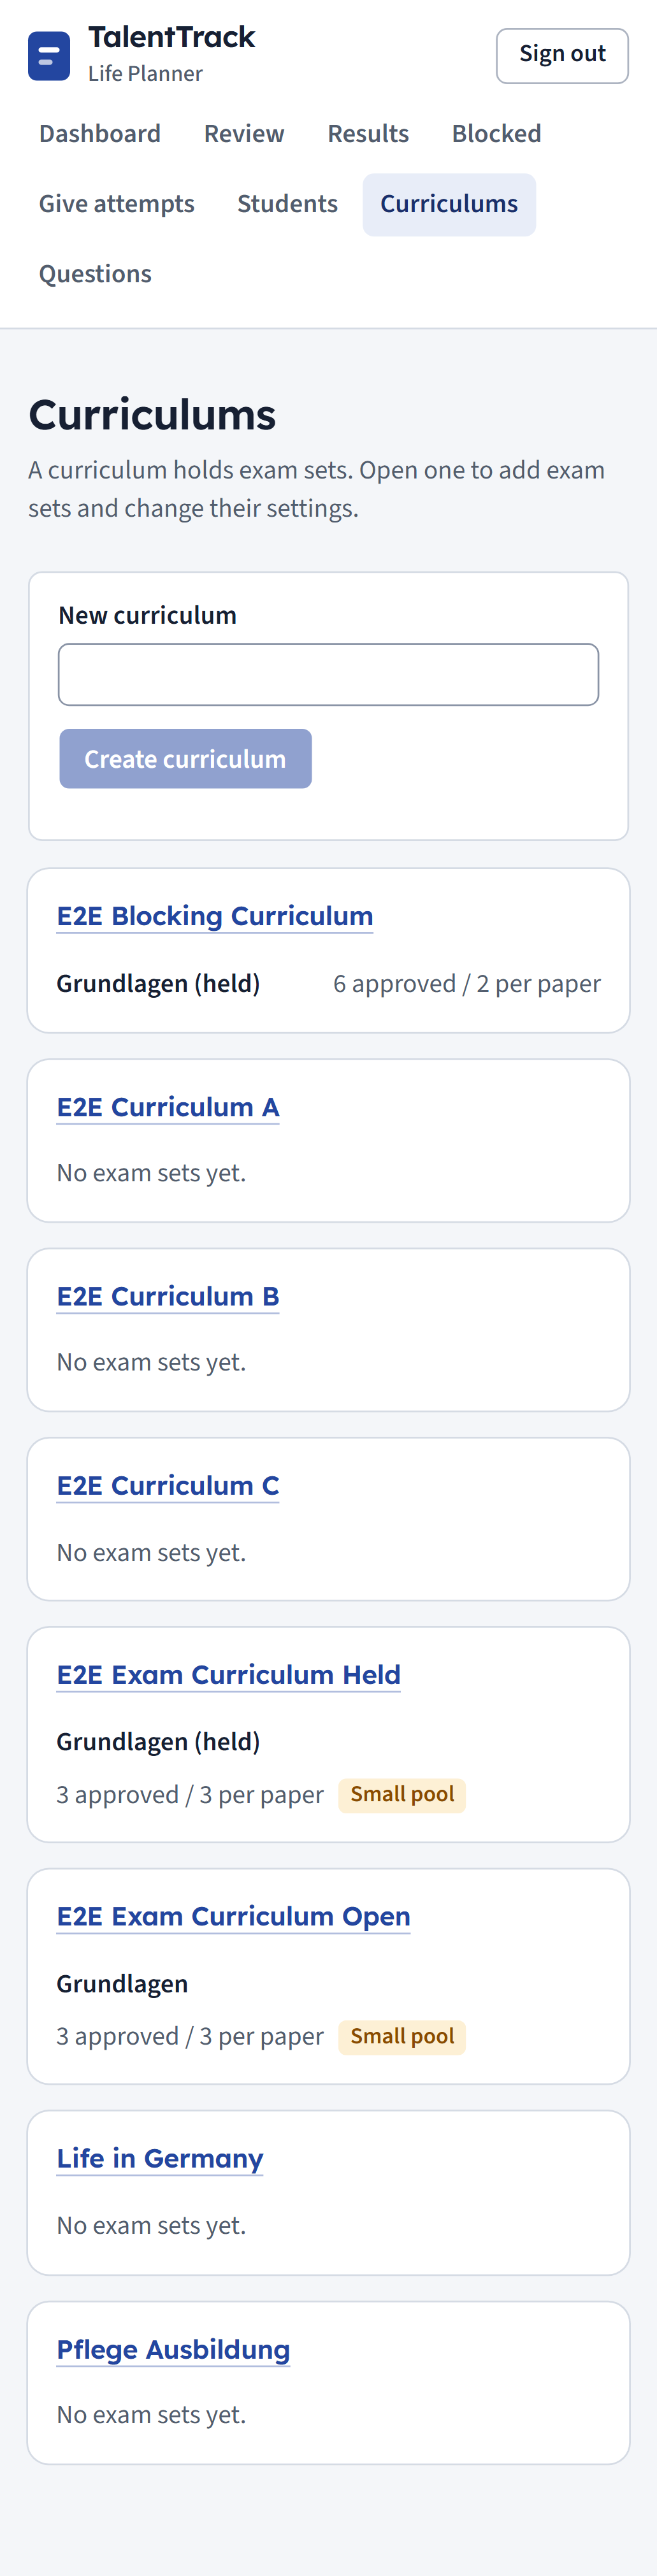 TalentTrack
Life Planner
Sign out
Dashboard Review Results Blocked
Give attempts Students Curriculums
Questions
Curriculums
A curriculum holds exam sets. Open one to add exam
sets and change their settings.
New curriculum
Create curriculum
E2E Blocking Curriculum
Grundlagen (held) 6 approved / 2 per paper
E2E Curriculum A
No exam sets yet.
E2E Curriculum B
No exam sets yet.
E2E Curriculum C
No exam sets yet.
E2E Exam Curriculum Held
Grundlagen (held)
3 approved / 3 per paper Small pool
E2E Exam Curriculum Open
Grundlagen
3 approved / 3 per paper Small pool
Life in Germany
No exam sets yet.
Pflege Ausbildung
No exam sets yet.